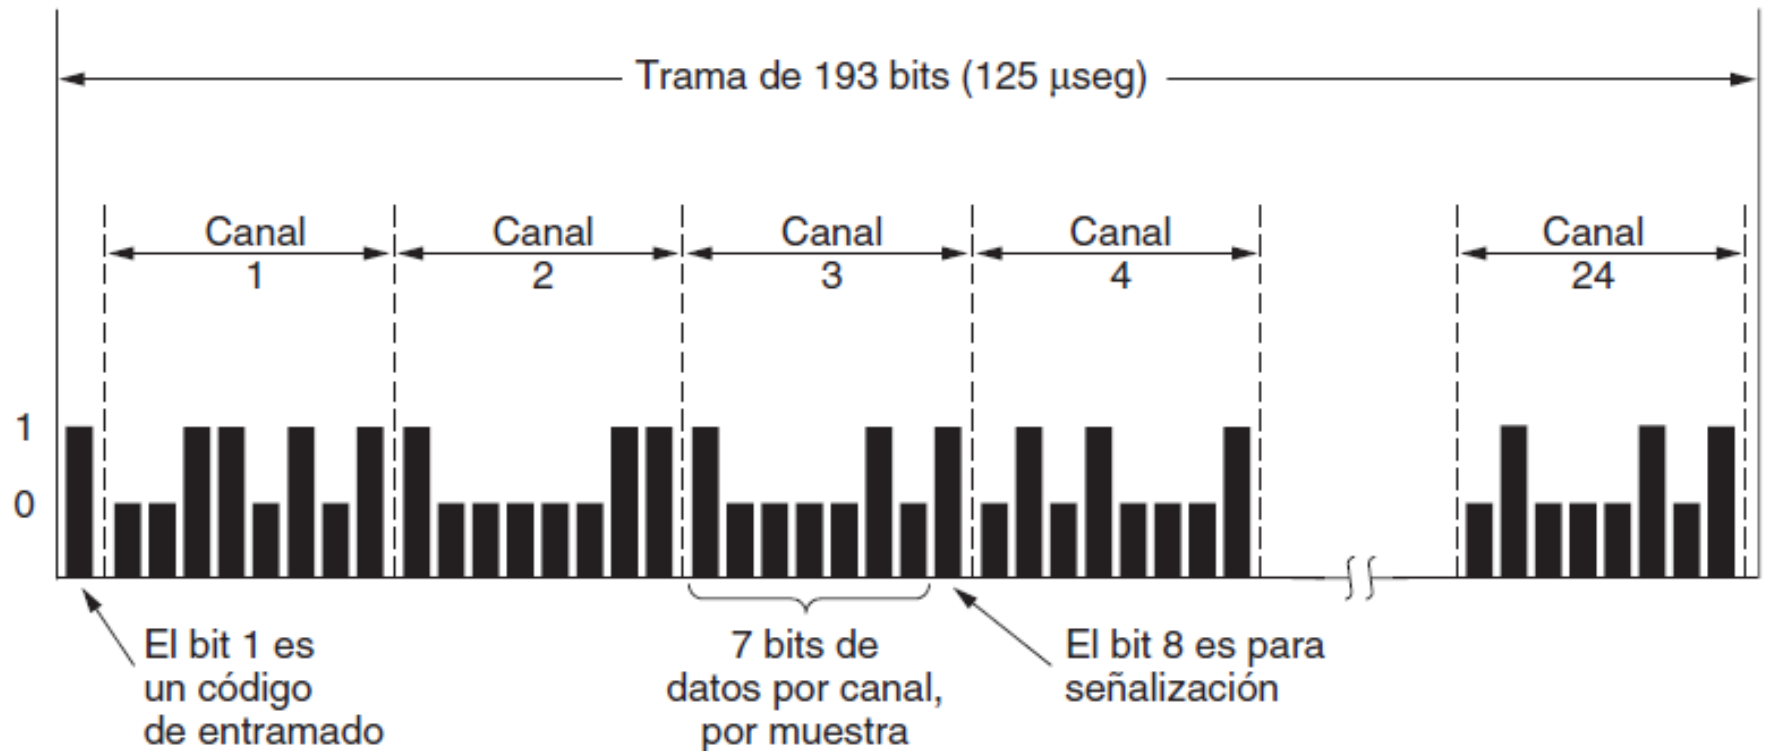 Trama de 193 bits (125 μseg)
Canal
1
Canal
2
Canal
3
Canal
4
Canal
24
1
0
El bit 1 es
un código
de entramado
7 bits de
datos por canal,
por muestra
El bit 8 es para
señalización